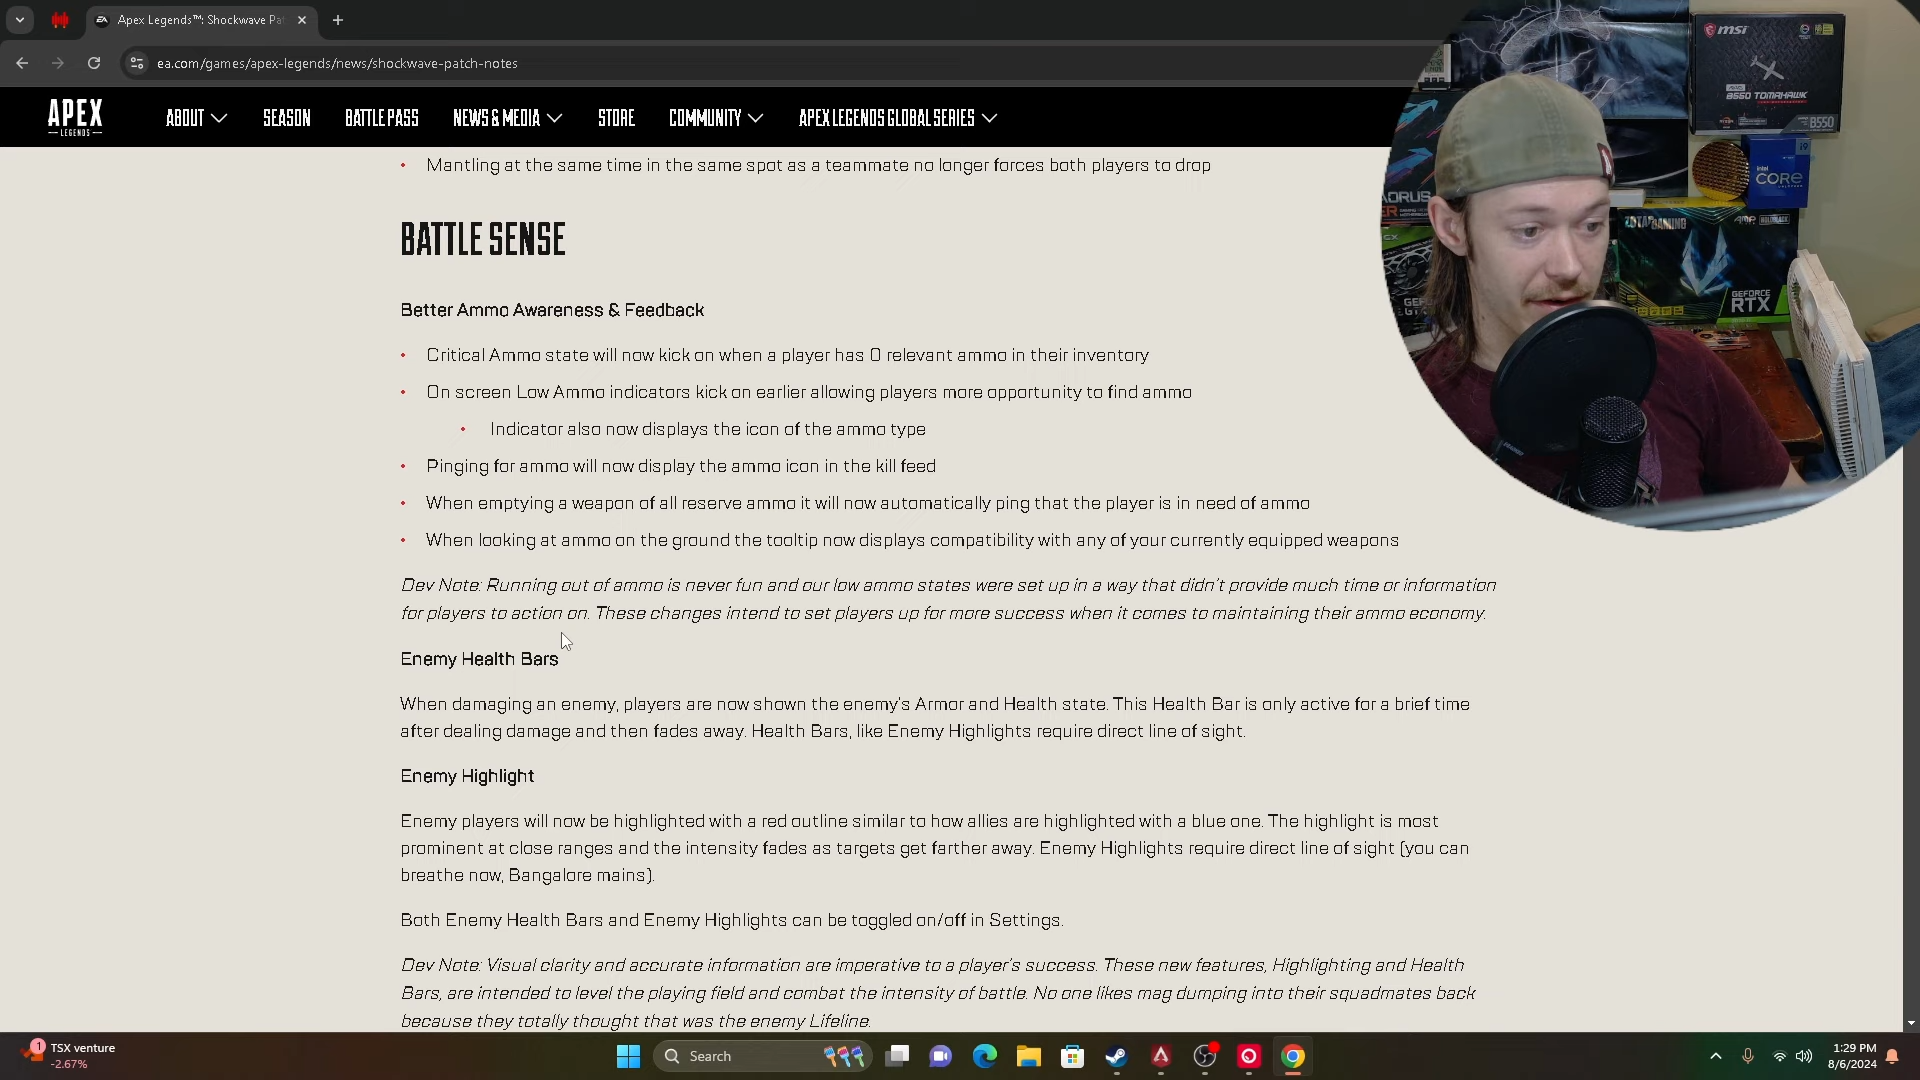 Apex Legends™: Shockwave Pa
ea.com/games/apex-legends/news/shockwave-patch-notes
APEX
LEGENDS
ABOUT
SEASON
BATTLE PASS
NEWS & MEDIA
STORE
COMMUNITY
APEX LEGENDS GLOBAL SERIES
• Mantling at the same time in the same spot as a teammate no longer forces both players to drop
BATTLE SENSE
Better Ammo Awareness & Feedback
• Critical Ammo state will now kick on when a player has 0 relevant ammo in their inventory
• On screen Low Ammo indicators kick on earlier allowing players more opportunity to find ammo
• Indicator also now displays the icon of the ammo type
• Pinging for ammo will now display the ammo icon in the kill feed
• When emptying a weapon of all reserve ammo it will now automatically ping that the player is in need of ammo
• When looking at ammo on the ground the tooltip now displays compatibility with any of your currently equipped weapons
Dev Note: Running out of ammo is never fun and our low ammo states were set up in a way that didn't provide much time or information
for players to action on. These changes intend to set players up for more success when it comes to maintaining their ammo economy.
Enemy Health Bars
When damaging an enemy, players are now shown the enemy's Armor and Health state. This Health Bar is only active for a brief time
after dealing damage and then fades away. Health Bars, like Enemy Highlights require direct line of sight.
Enemy Highlight
Enemy players will now be highlighted with a red outline similar to how allies are highlighted with a blue one. The highlight is most
prominent at close ranges and the intensity fades as targets get farther away. Enemy Highlights require direct line of sight (you can
breathe now, Bangalore mains).
Both Enemy Health Bars and Enemy Highlights can be toggled on/off in Settings.
Dev Note: Visual clarity and accurate information are imperative to a player's success. These new features, Highlighting and Health
Bars, are intended to level the playing field and combat the intensity of battle. No one likes mag dumping into their squadmates back
because they totally thought that was the enemy Lifeline.
msi
B550 TOMAHAWK
B550
intel
CORE
i9
AORUS
ZOTAC GAMING
AMP HOLOBLACK
GEFORCE
RTX
1
TSX venture
-2.67%
Search
1:29 PM
8/6/2024